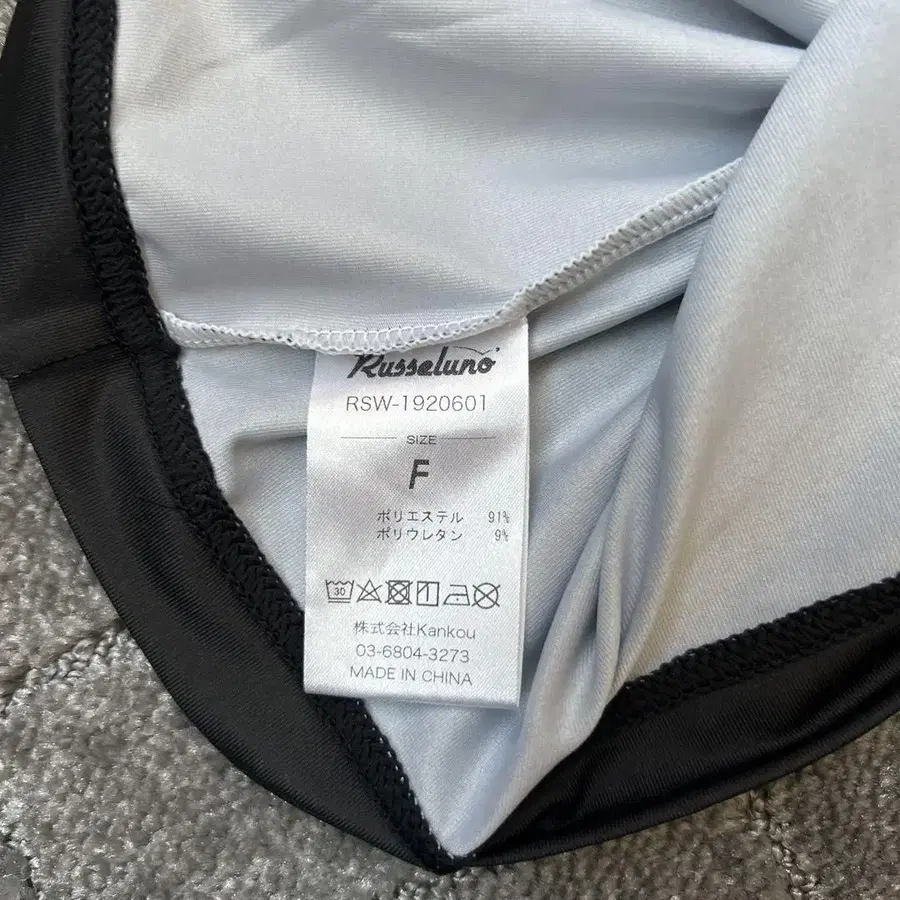 Russeluno
RSW-1920601
SIZE
F
ポリエステル 91%
ポリウレタン 9%
30
株式会社Kankou
03-6804-3273
MADE IN CHINA